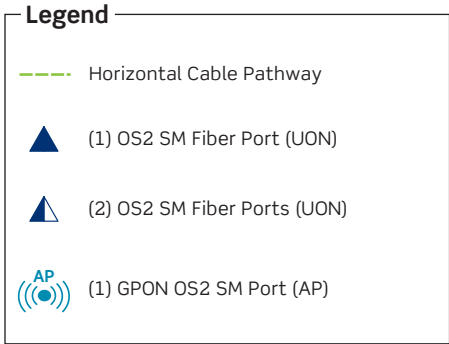 Legend
Horizontal Cable Pathway
(1) OS2 SM Fiber Port (UON)
(2) OS2 SM Fiber Ports (UON)
AP
(1) GPON OS2 SM Port (AP)